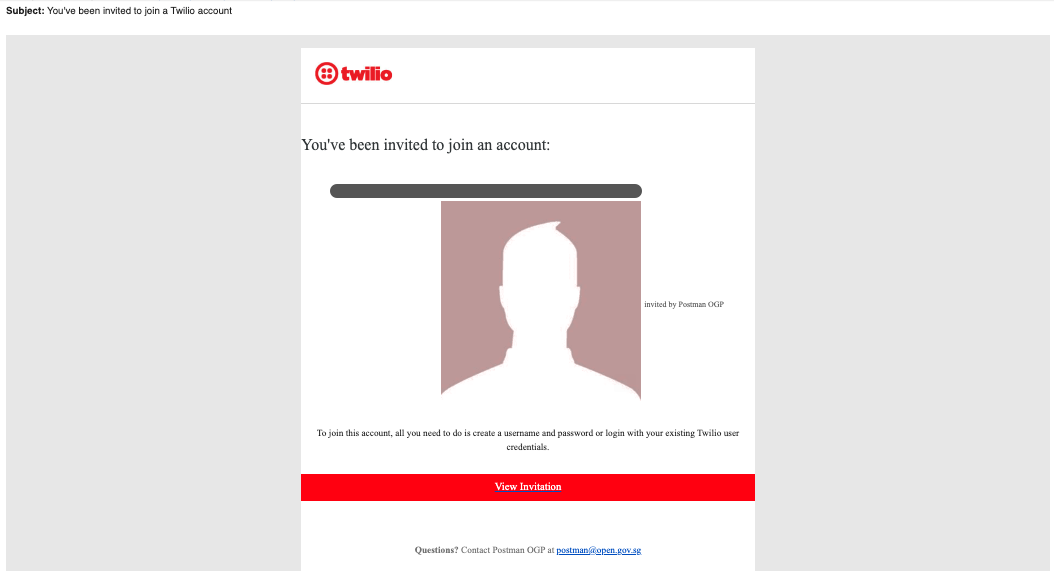 Subject: You've been invited to join a Twilio account
twilio
You've been invited to join an account:
invited by Postman OGP
To join this account, all you need to do is create a username and password or login with your existing Twilio user
credentials.
View Invitation
Questions? Contact Postman OGP at postman@open.gov.sg